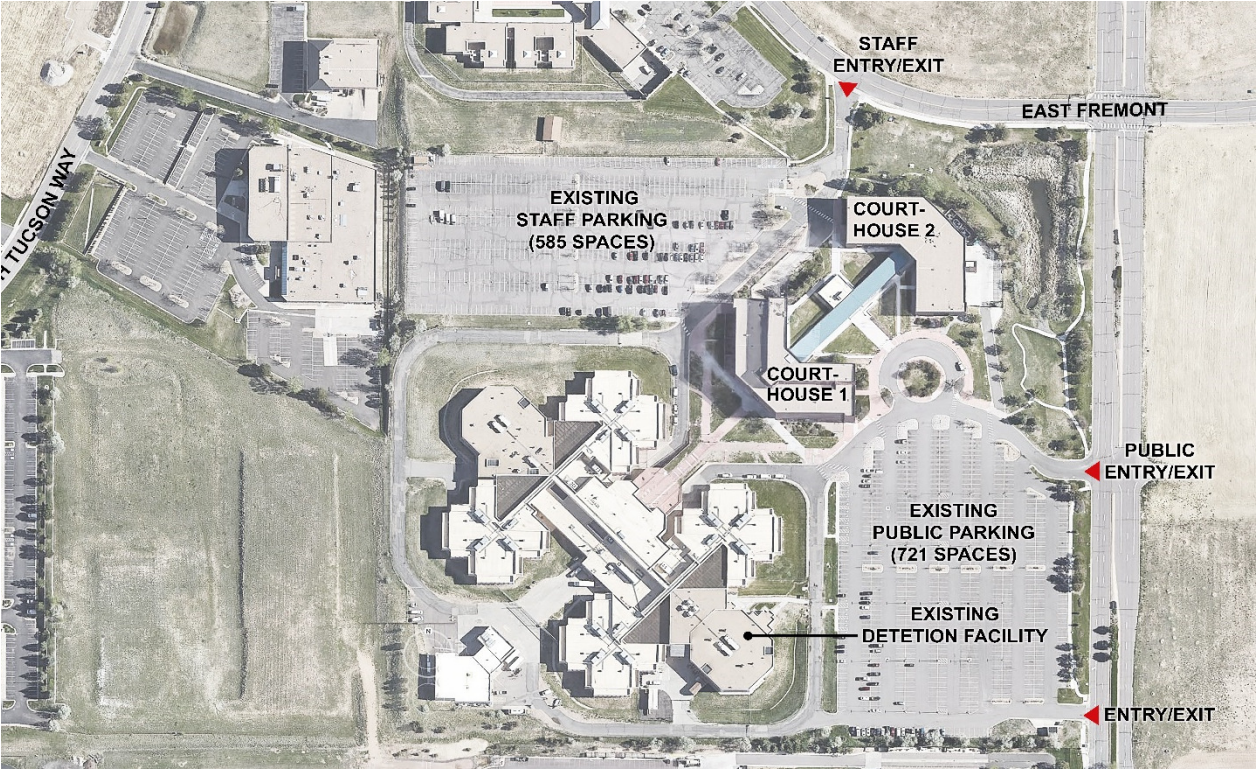 STAFF
ENTRY/EXIT
EAST FREMONT
TUCSON WAY
EXISTING
STAFF PARKING
(585 SPACES)
COURT-
HOUSE 2
COURT-
HOUSE 1
PUBLIC
ENTRY/EXIT
EXISTING
PUBLIC PARKING
(721 SPACES)
EXISTING
DETETION FACILITY
ENTRY/EXIT
N